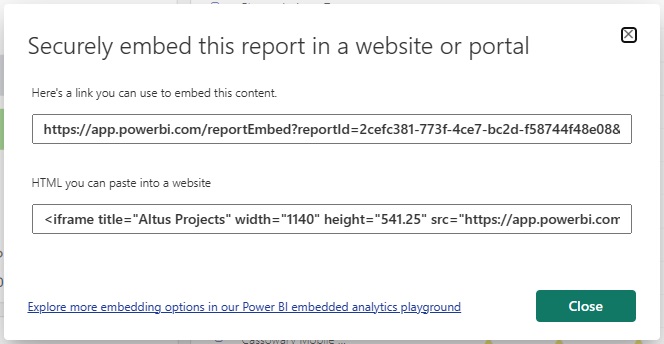 Securely embed this report in a website or portal
Here's a link you can use to embed this content.
https://app.powerbi.com/reportEmbed?reportId=2cefc381-773f-4ce7-bc2d-f58744f48e08&
HTML you can paste into a website
<iframe title="Altus Projects" width="1140" height="541.25" src="https://app.powerbi.com
Explore more embedding options in our Power BI embedded analytics playground
Close
Cassowary Mobile ...